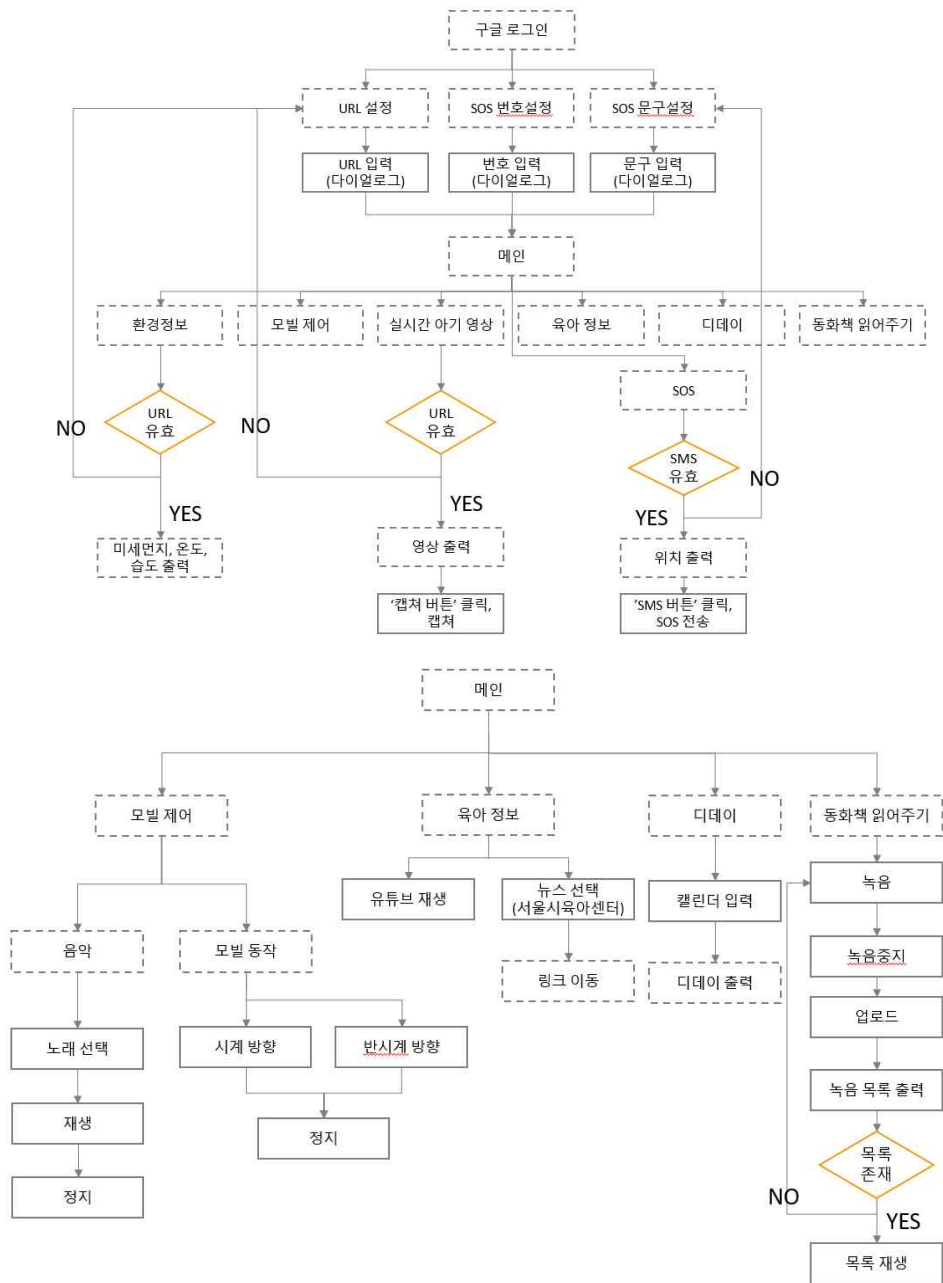 구글 로그인
URL 설정
SOS 번호설정
SOS 문구설정
URL 입력
(다이얼로그)
번호 입력
(다이얼로그)
문구 입력
(다이얼로그)
메인
환경정보
모빌 제어
실시간 아기 영상
육아 정보
디데이
동화책 읽어주기
SOS
URL
유효
NO
URL
유효
NO
SMS
유효
NO
YES
YES
YES
미세먼지, 온도,
습도 출력
영상 출력
위치 출력
‘캡쳐 버튼’ 클릭,
캡쳐
’SMS 버튼’ 클릭,
SOS 전송
메인
모빌 제어
육아 정보
디데이
동화책 읽어주기
유튜브 재생
뉴스 선택
(서울시육아센터)
캘린더 입력
녹음
음악
모빌 동작
링크 이동
디데이 출력
녹음중지
업로드
노래 선택
시계 방향
반시계 방향
녹음 목록 출력
재생
정지
목록
존재
정지
NO
YES
목록 재생